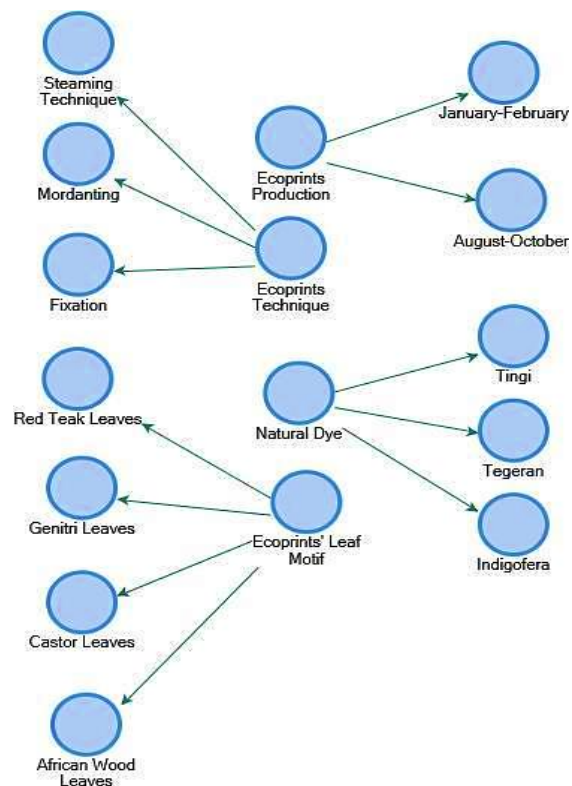 Steaming
Technique
January-February
Mordanting
Ecoprints
Production
August-October
Fixation
Ecoprints
Technique
Tingi
Red Teak Leaves
Natural Dye
Tegeran
Genitri Leaves
Ecoprints' Leaf
Motif
Indigofera
Castor Leaves
African Wood
Leaves